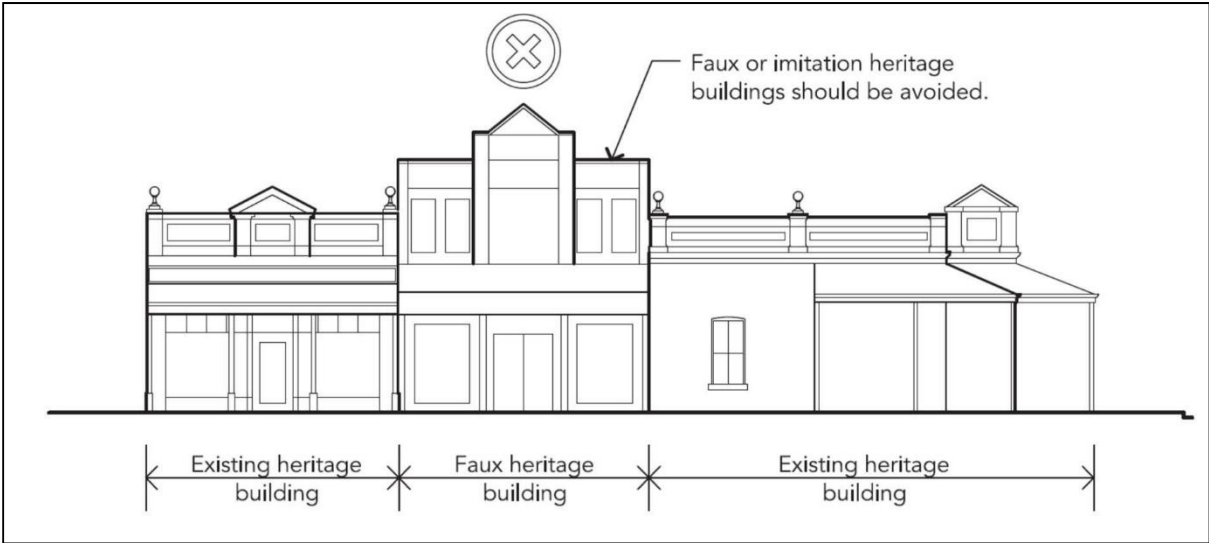 Faux or imitation heritage
buildings should be avoided.
Existing heritage
building
Faux heritage
building
Existing heritage
building